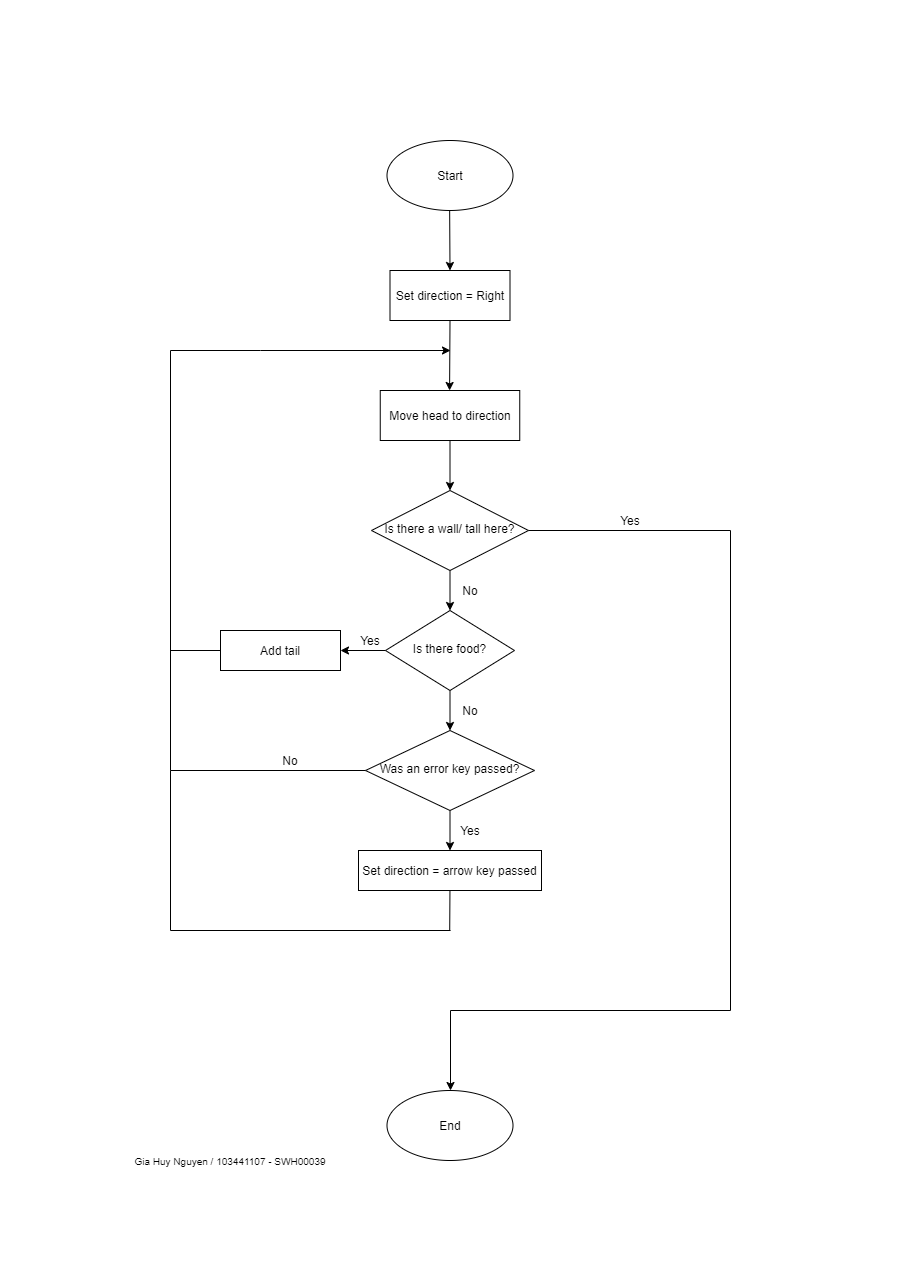 Start
Set direction = Right
Move head to direction
Is there a wall/ tall here?
Yes
No
Is there food?
Yes
Add tail
No
Was an error key passed?
No
Yes
Set direction = arrow key passed
End
Gia Huy Nguyen / 103441107 - SWH00039